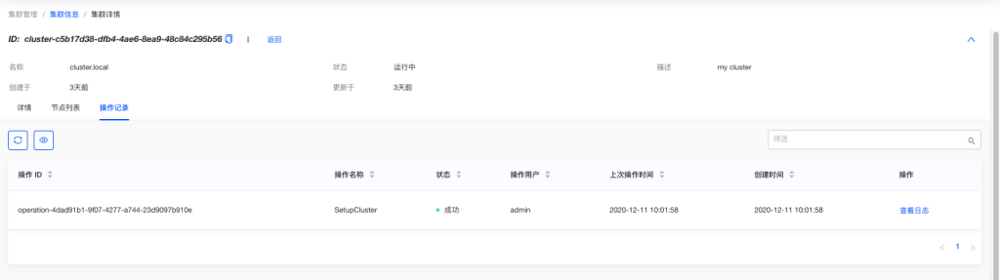 集群管理 / 集群信息 / 集群详情
ID: cluster-c5b17d38-dfb4-4ae6-8ea9-48c84c295b56 | 返回
名称 cluster.local 状态 运行中 描述 my cluster
创建于 3天前 更新于 3天前
详情 节点列表 操作记录
筛选
操作 ID 操作名称 状态 操作用户 上次操作时间 创建时间 操作
operation-4dad91b1-9f07-4277-a744-23d9097b910e SetupCluster 成功 admin 2020-12-11 10:01:58 2020-12-11 10:01:58 查看日志
1